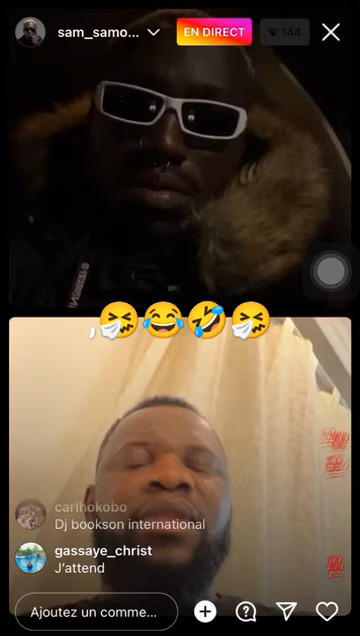 sam_samo... EN DIRECT 144
,🤧😂🤣🤧
carlhokobo
Dj bookson international
gassaye_christ
J'attend
Ajoutez un comme...